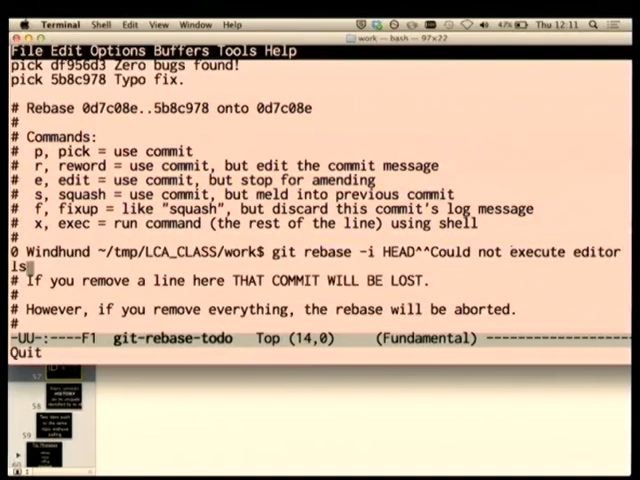 Terminal Shell Edit View Window Help 47% Thu 12:11
work — bash — 97×22
File Edit Options Buffers Tools Help
pick df956d3 Zero bugs found!
pick 5b8c978 Typo fix.
# Rebase 0d7c08e..5b8c978 onto 0d7c08e
#
# Commands:
# p, pick = use commit
# r, reword = use commit, but edit the commit message
# e, edit = use commit, but stop for amending
# s, squash = use commit, but meld into previous commit
# f, fixup = like "squash", but discard this commit's log message
# x, exec = run command (the rest of the line) using shell
0 Windhund ~/tmp/LCA_CLASS/work$ git rebase -i HEAD^^Could not execute editor
ls
# If you remove a line here THAT COMMIT WILL BE LOST.
#
# However, if you remove everything, the rebase will be aborted.
#
-UU-:----F1 git-rebase-todo Top (14,0) (Fundamental) ------------------
Quit
57
58
HISTORY
59